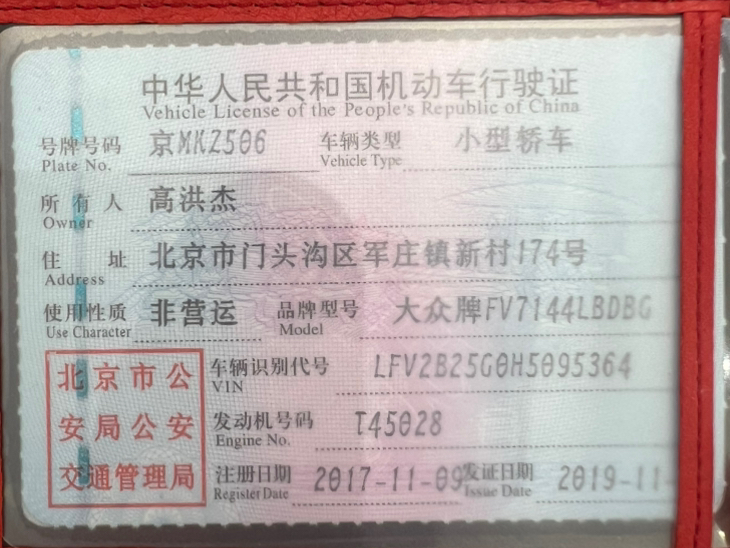 中华人民共和国机动车行驶证
Vehicle License of the People's Republic of China
号牌号码 京MKZ506 车辆类型 小型轿车
Plate No. Vehicle Type
所有人 高洪杰
Owner
住址 北京市门头沟区军庄镇新村174号
Address
使用性质 非营运 品牌型号 大众牌FV7144LBDBG
Use Character Model
车辆识别代号 LFV2B25G0H5095364
VIN
发动机号码 T45028
Engine No.
注册日期 2017-11-09 发证日期 2019-11-
Register Date Issue Date
北京市公
安局公安
交通管理局